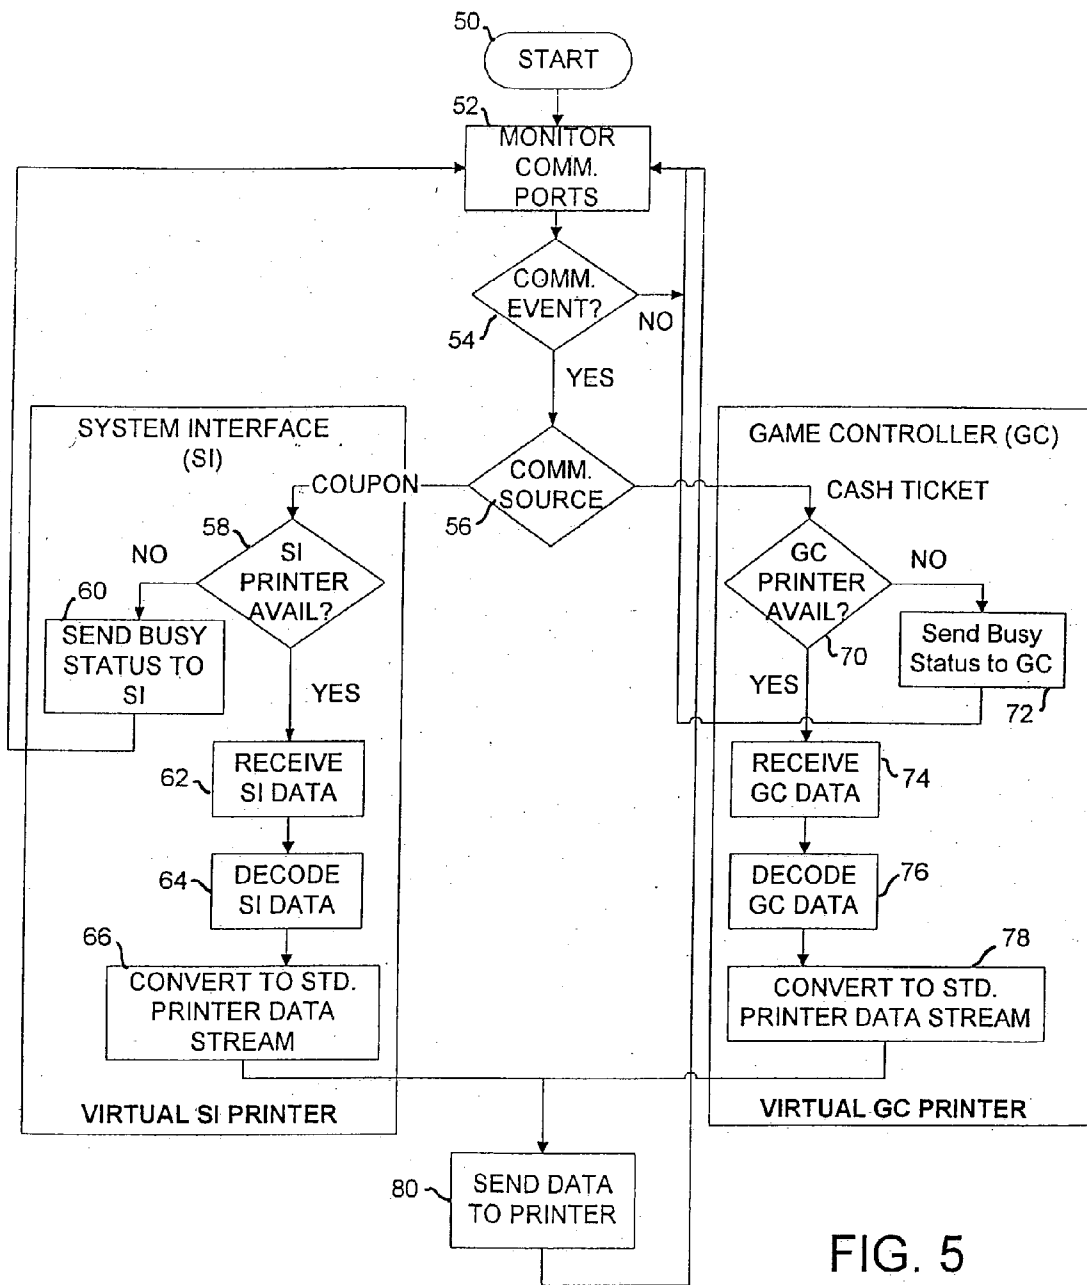 50
START
52
MONITOR
COMM.
PORTS
COMM.
EVENT?
54
NO
YES
SYSTEM INTERFACE
(SI)
GAME CONTROLLER (GC)
COMM.
SOURCE
56
COUPON
CASH TICKET
58
SI
PRINTER
AVAIL?
NO
YES
60
SEND BUSY
STATUS TO
SI
62
RECEIVE
SI DATA
64
DECODE
SI DATA
66
CONVERT TO STD.
PRINTER DATA
STREAM
VIRTUAL SI PRINTER
GC
PRINTER
AVAIL?
70
NO
YES
Send Busy
Status to GC
72
RECEIVE
GC DATA
74
DECODE
GC DATA
76
78
CONVERT TO STD.
PRINTER DATA STREAM
VIRTUAL GC PRINTER
80
SEND DATA
TO PRINTER
FIG. 5